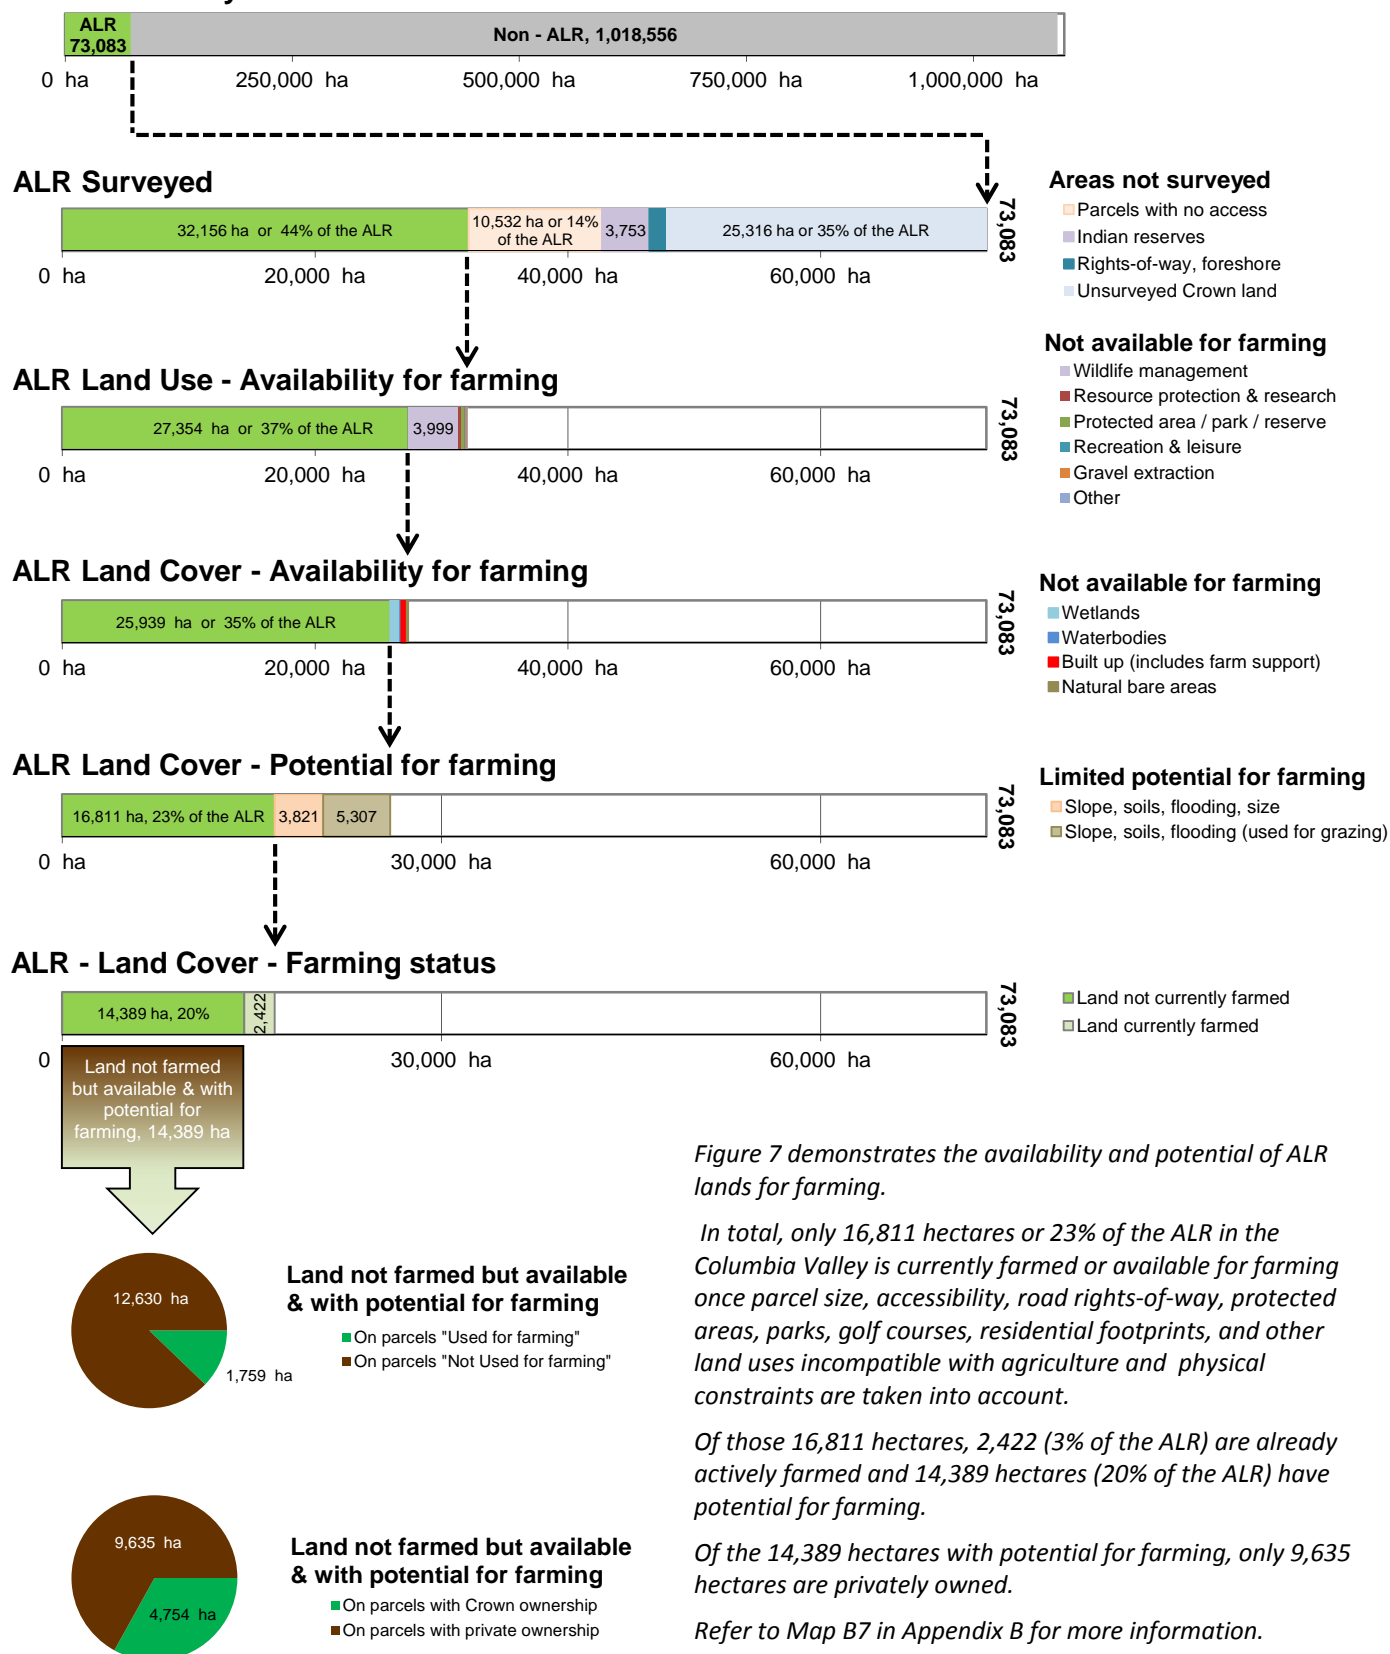 ALR
73,083
Non - ALR, 1,018,556
0 ha
250,000 ha
500,000 ha
750,000 ha
1,000,000 ha
ALR Surveyed
32,156 ha or 44% of the ALR
10,532 ha or 14%
of the ALR
3,753
25,316 ha or 35% of the ALR
73,083
0 ha
20,000 ha
40,000 ha
60,000 ha
Areas not surveyed
Parcels with no access
Indian reserves
Rights-of-way, foreshore
Unsurveyed Crown land
ALR Land Use - Availability for farming
27,354 ha or 37% of the ALR
3,999
73,083
0 ha
20,000 ha
40,000 ha
60,000 ha
Not available for farming
Wildlife management
Resource protection & research
Protected area / park / reserve
Recreation & leisure
Gravel extraction
Other
ALR Land Cover - Availability for farming
25,939 ha or 35% of the ALR
73,083
0 ha
20,000 ha
40,000 ha
60,000 ha
Not available for farming
Wetlands
Waterbodies
Built up (includes farm support)
Natural bare areas
ALR Land Cover - Potential for farming
16,811 ha, 23% of the ALR
3,821
5,307
73,083
0 ha
30,000 ha
60,000 ha
Limited potential for farming
Slope, soils, flooding, size
Slope, soils, flooding (used for grazing)
ALR - Land Cover - Farming status
14,389 ha, 20%
2,422
73,083
0
30,000 ha
60,000 ha
Land not currently farmed
Land currently farmed
Land not farmed
but available & with
potential for
farming, 14,389 ha
12,630 ha
1,759 ha
Land not farmed but available
& with potential for farming
On parcels "Used for farming"
On parcels "Not Used for farming"
9,635 ha
4,754 ha
Land not farmed but available
& with potential for farming
On parcels with Crown ownership
On parcels with private ownership
Figure 7 demonstrates the availability and potential of ALR
lands for farming.
In total, only 16,811 hectares or 23% of the ALR in the
Columbia Valley is currently farmed or available for farming
once parcel size, accessibility, road rights-of-way, protected
areas, parks, golf courses, residential footprints, and other
land uses incompatible with agriculture and physical
constraints are taken into account.
Of those 16,811 hectares, 2,422 (3% of the ALR) are already
actively farmed and 14,389 hectares (20% of the ALR) have
potential for farming.
Of the 14,389 hectares with potential for farming, only 9,635
hectares are privately owned.
Refer to Map B7 in Appendix B for more information.